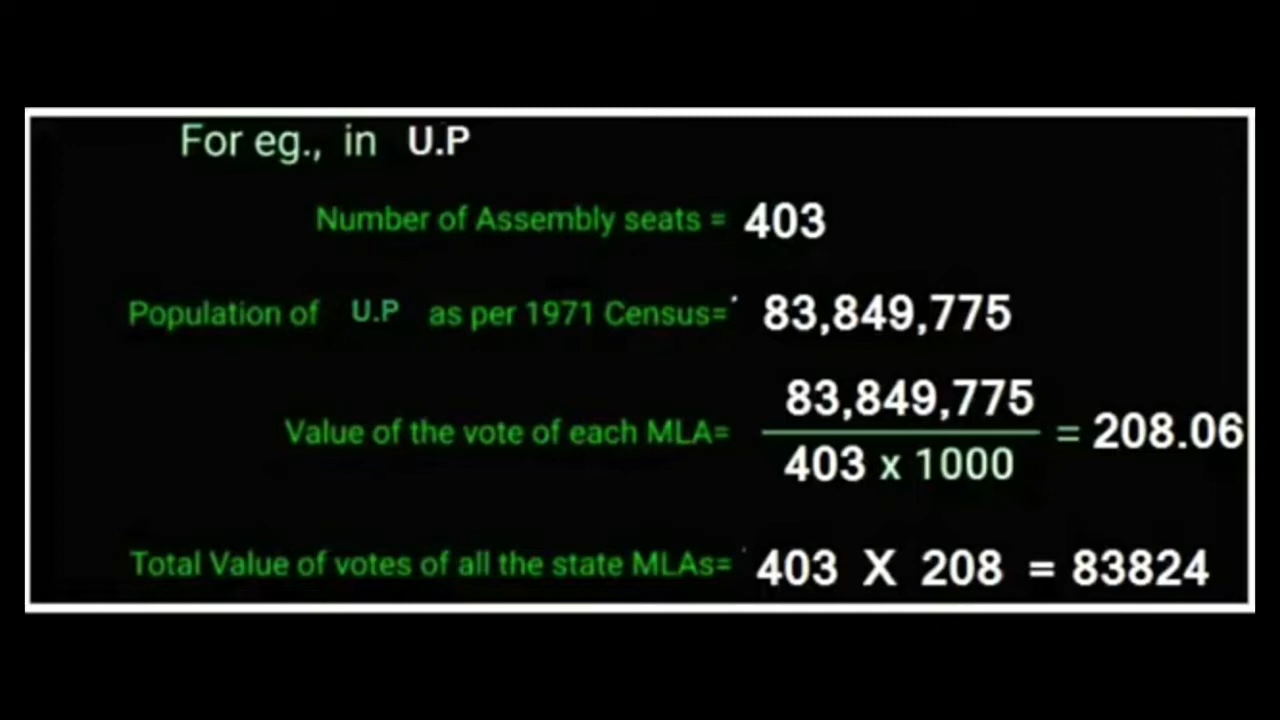 For eg., in U.P
Number of Assembly seats = 403
Population of U.P as per 1971 Census= 83,849,775
83,849,775
Value of the vote of each MLA= = 208.06
403 x 1000
Total Value of votes of all the state MLAs= 403 X 208 = 83824